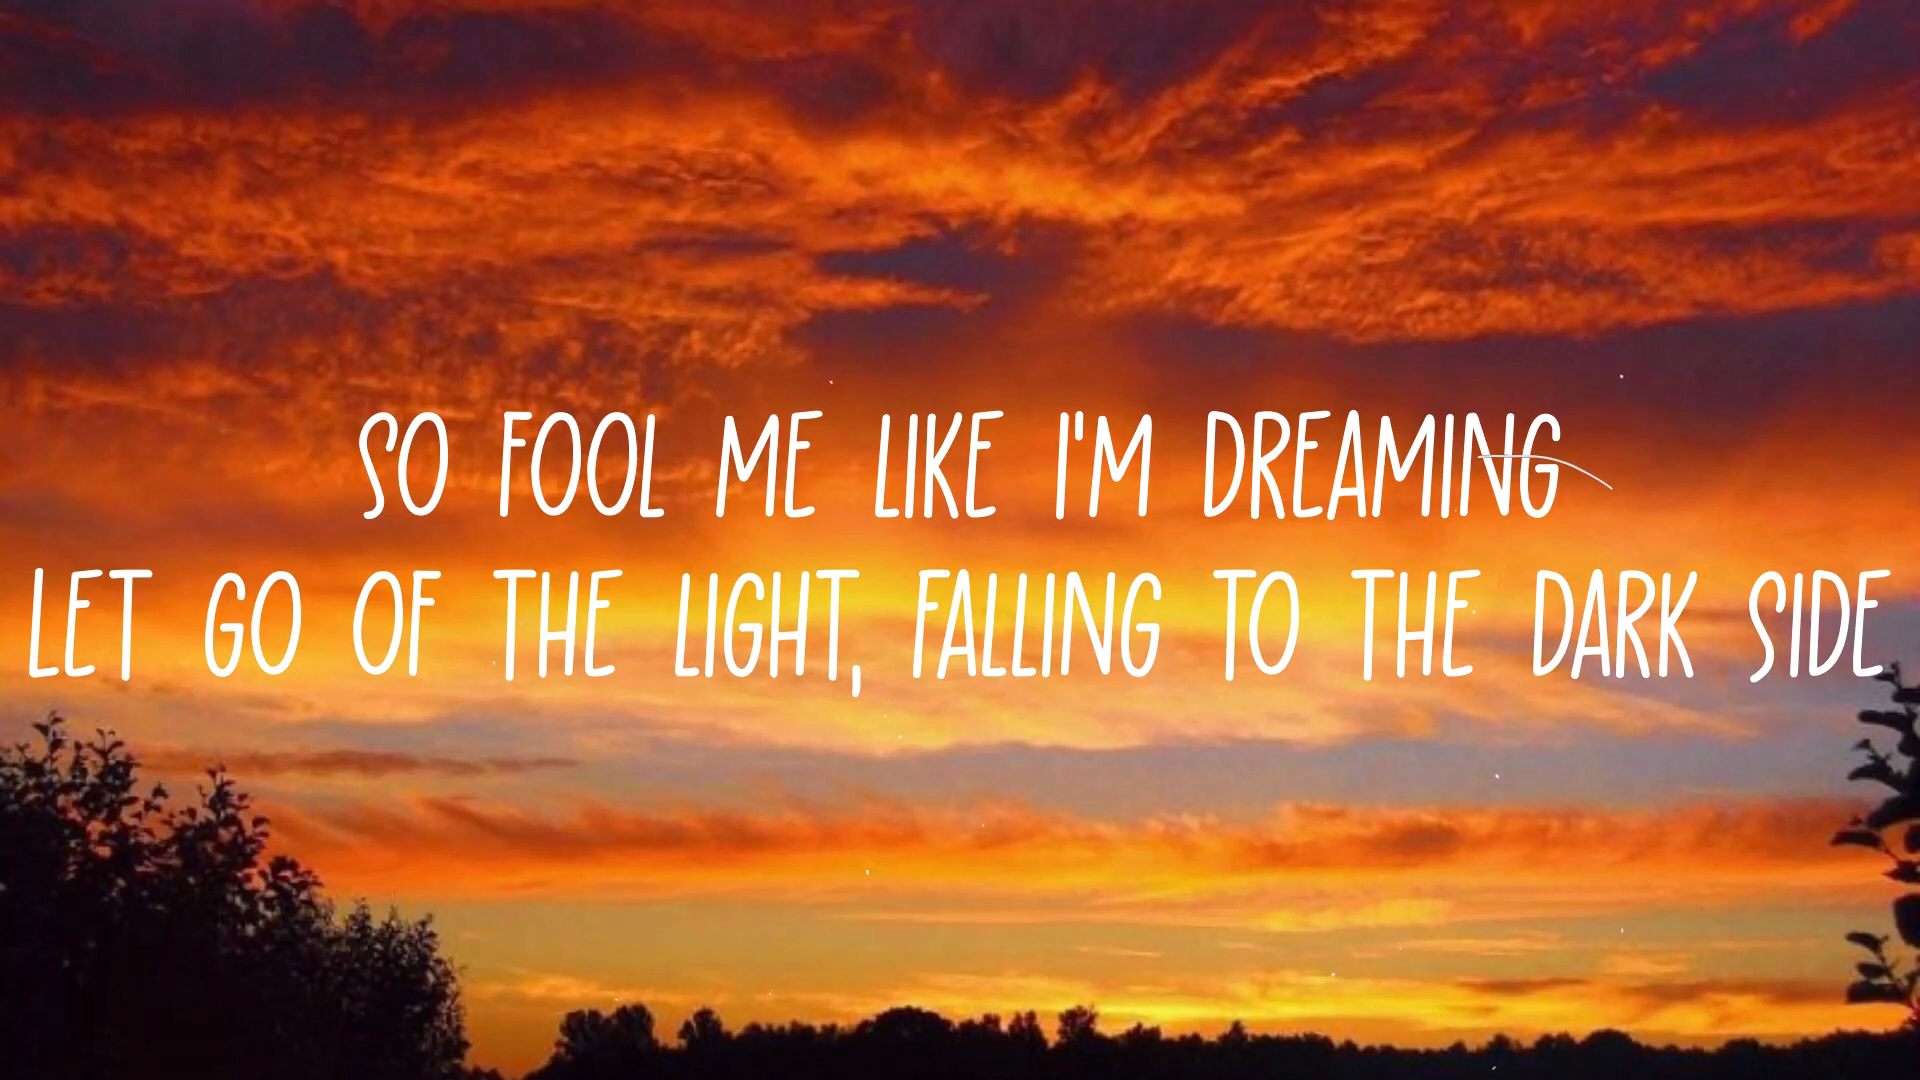 SO FOOL ME LIKE I'M DREAMING
LET GO OF THE LIGHT, FALLING TO THE DARK SIDE